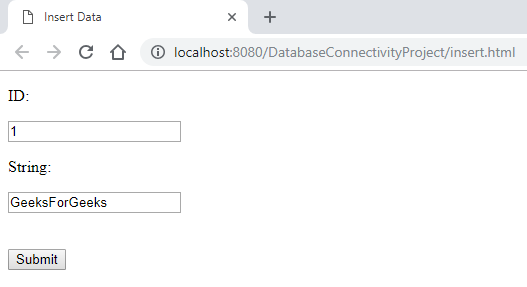 Insert Data
localhost:8080/DatabaseConnectivityProject/insert.html
ID:
1
String:
GeeksForGeeks
Submit